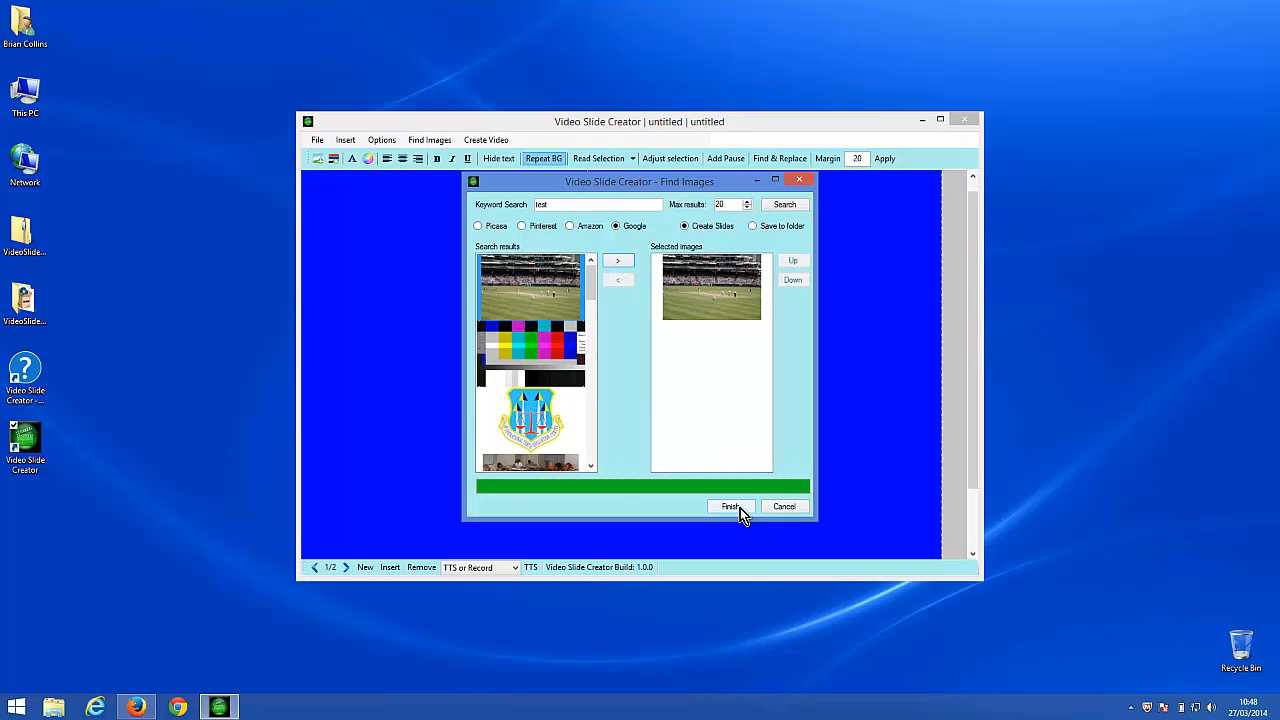 Brian Collins
This PC
Network
VideoSlide...
VideoSlide...
Video Slide
Creator -...
Video Slide
Creator
Video Slide Creator | untitled | untitled
File Insert Options Find Images Create Video
A B I U Hide text Repeat BG Read Selection Adjust selection Add Pause Find & Replace Margin 20 Apply
Video Slide Creator - Find Images
Keyword Search test Max results: 20 Search
Picasa Pinterest Amazon Google Create Slides Save to folder
Search results Selected images
> Up
< Down
Finish Cancel
1/2 New Insert Remove TTS or Record TTS Video Slide Creator Build: 1.0.0
Recycle Bin
10:48
27/03/2014